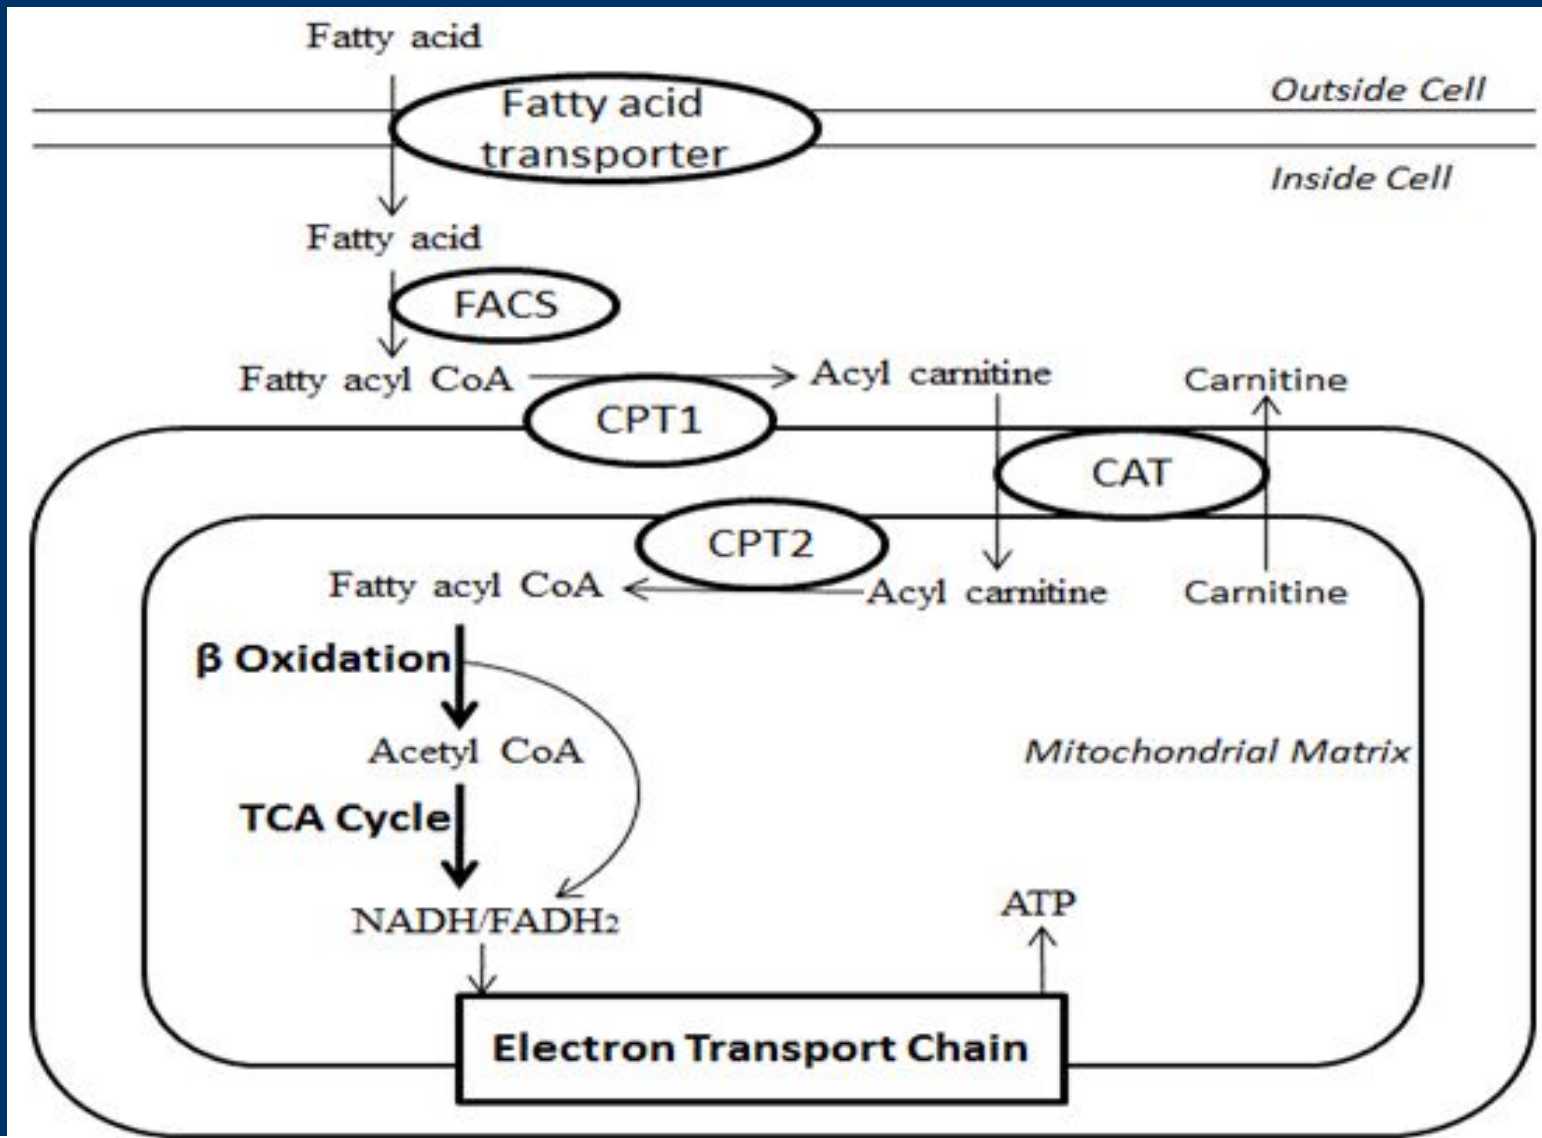 Fatty acid
Outside Cell
Fatty acid
transporter
Inside Cell
Fatty acid
FACS
Fatty acyl CoA
Acyl carnitine
Carnitine
CPT1
CAT
CPT2
Fatty acyl CoA
Acyl carnitine
Carnitine
β Oxidation
Acetyl CoA
Mitochondrial Matrix
TCA Cycle
NADH/FADH2
ATP
Electron Transport Chain